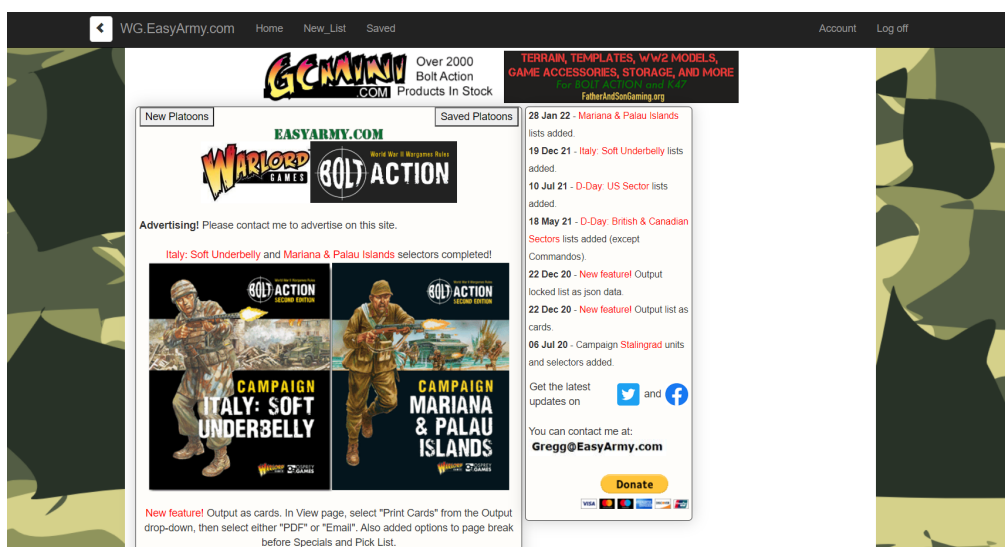 WG.EasyArmy.com Home New_List Saved Account Log off
GEMINI
.COM
Over 2000
Bolt Action
Products In Stock
TERRAIN, TEMPLATES, WW2 MODELS,
GAME ACCESSORIES, STORAGE, AND MORE
For BOLT ACTION and K47
FatherAndSonGaming.org
New Platoons
Saved Platoons
EASYARMY.COM
WARLORD
GAMES
World War II Wargames Rules
BOLT ACTION
Advertising! Please contact me to advertise on this site.
Italy: Soft Underbelly and Mariana & Palau Islands selectors completed!
BOLT ACTION
SECOND EDITION
CAMPAIGN
ITALY: SOFT
UNDERBELLY
WARLORD
GAMES
OSPREY
GAMES
BOLT ACTION
SECOND EDITION
CAMPAIGN
MARIANA
& PALAU
ISLANDS
WARLORD
GAMES
OSPREY
GAMES
New feature! Output as cards. In View page, select "Print Cards" from the Output
drop-down, then select either "PDF" or "Email". Also added options to page break
before Specials and Pick List.
28 Jan 22 - Mariana & Palau Islands
lists added.
19 Dec 21 - Italy: Soft Underbelly lists
added.
10 Jul 21 - D-Day: US Sector lists
added.
18 May 21 - D-Day: British & Canadian
Sectors lists added (except
Commandos).
22 Dec 20 - New feature! Output
locked list as json data.
22 Dec 20 - New feature! Output list as
cards.
06 Jul 20 - Campaign Stalingrad units
and selectors added.
Get the latest
updates on
and
You can contact me at:
Gregg@EasyArmy.com
Donate
VISA